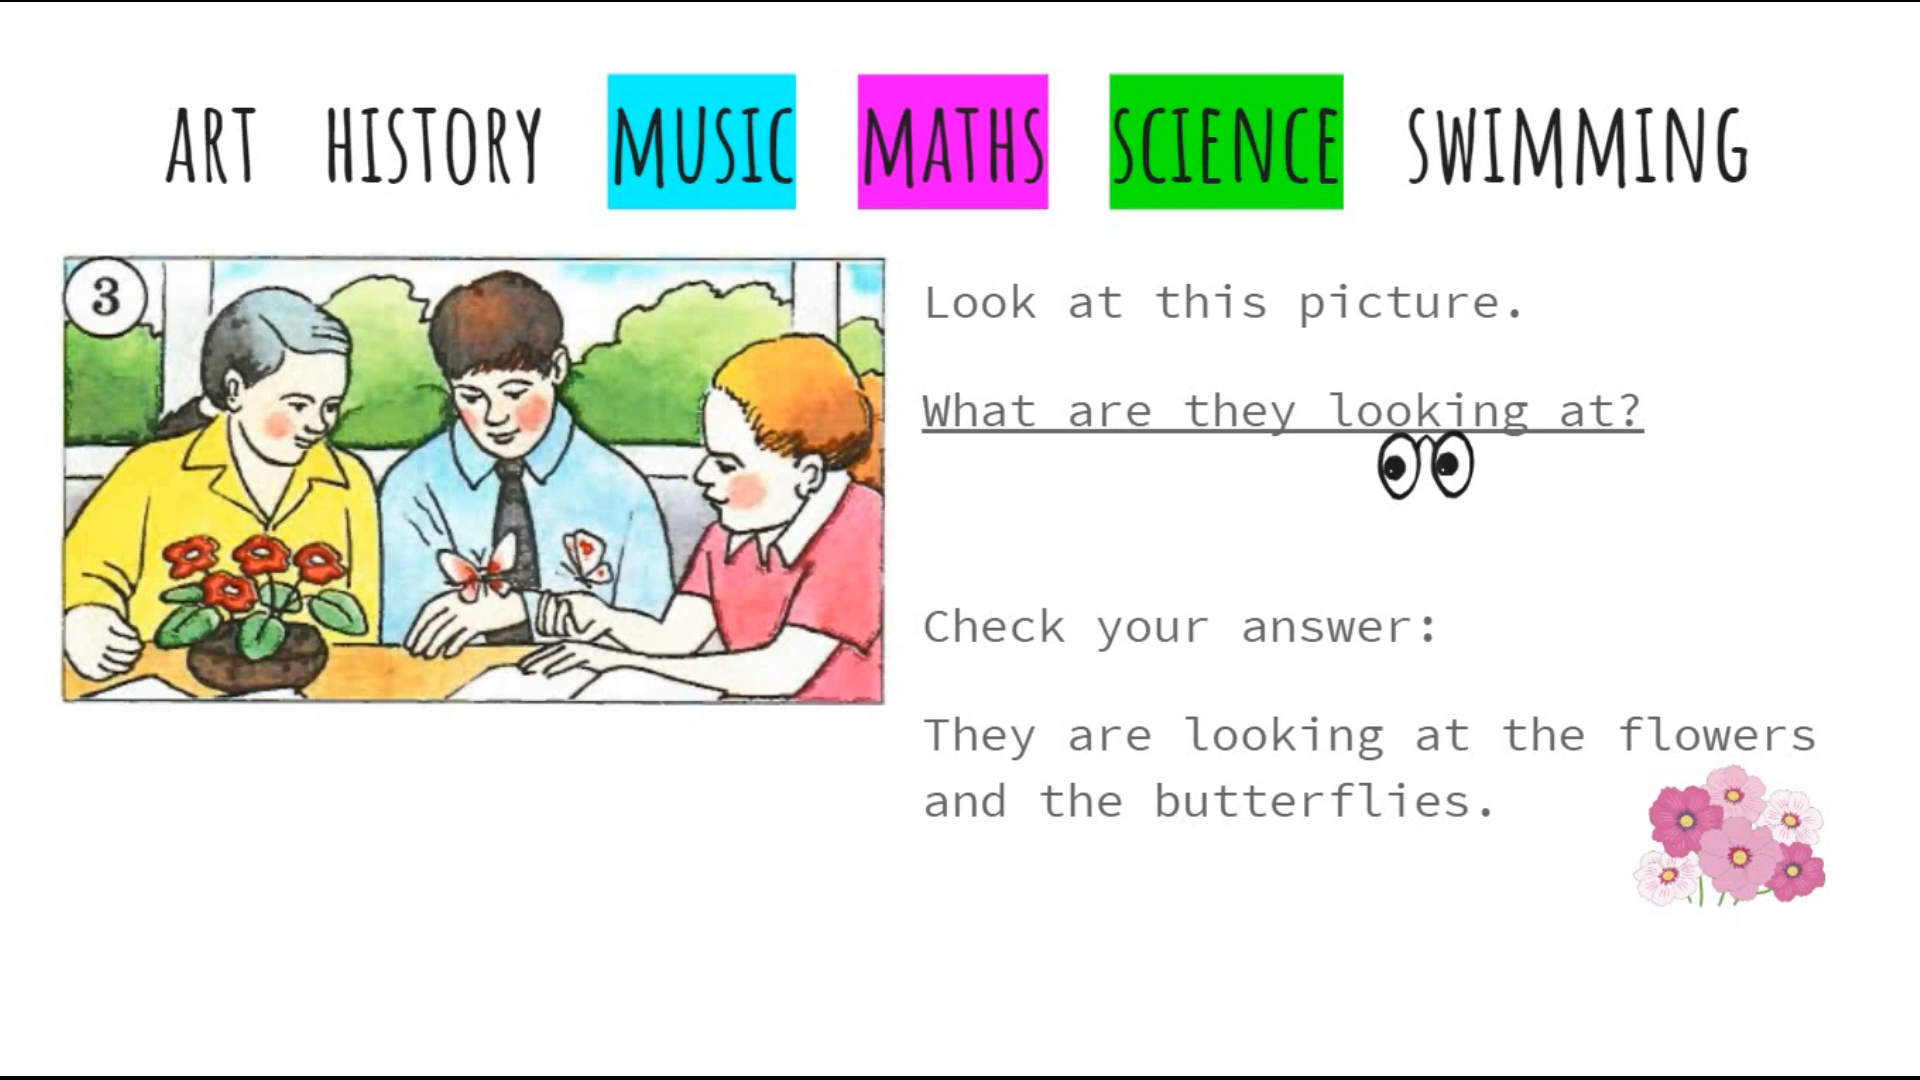 ART HISTORY MUSIC MATHS SCIENCE SWIMMING
3
Look at this picture.
What are they looking at?
Check your answer:
They are looking at the flowers
and the butterflies.